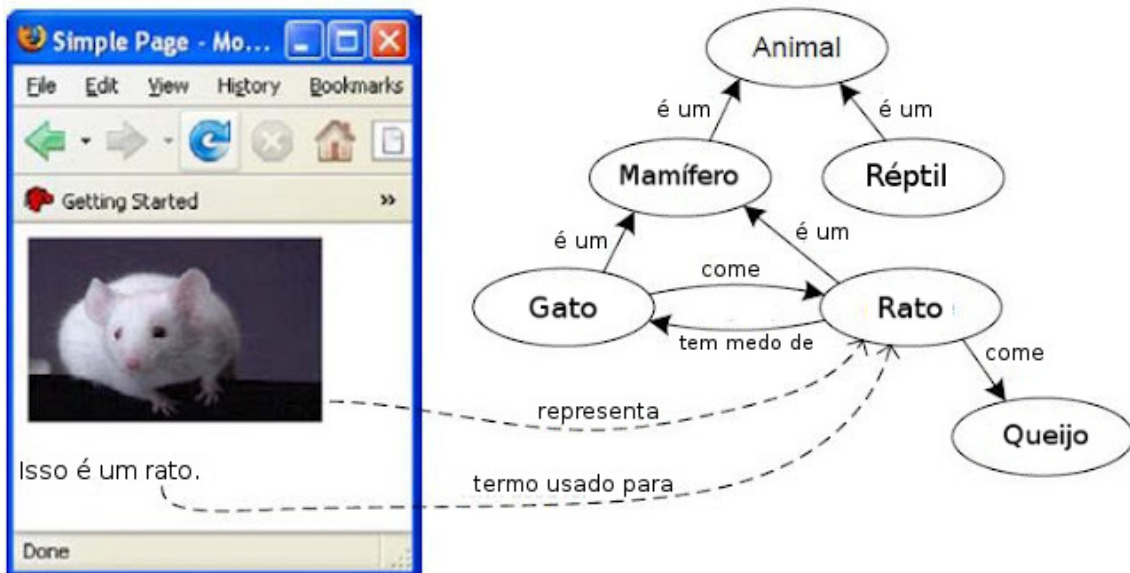 Simple Page - Mo...
File Edit View History Bookmarks
Getting Started »
Isso é um rato.
Done
Animal
é um
é um
Mamífero
Réptil
é um
é um
come
Gato
Rato
tem medo de
come
representa
Queijo
termo usado para